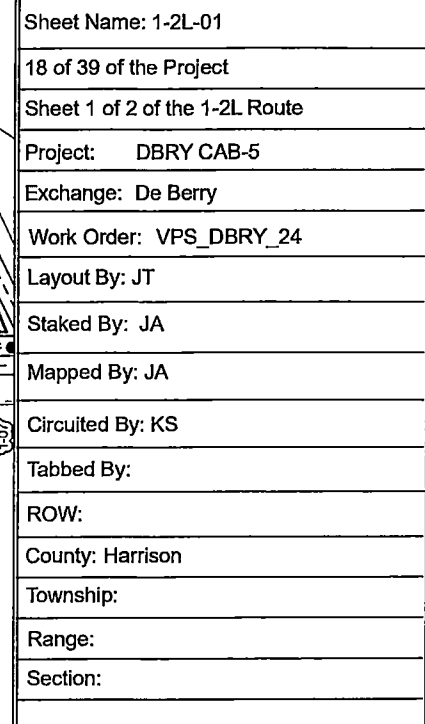 Sheet Name: 1-2L-01
18 of 39 of the Project
Sheet 1 of 2 of the 1-2L Route
Project: DBRY CAB-5
Exchange: De Berry
Work Order: VPS_DBRY_24
Layout By: JT
Staked By: JA
Mapped By: JA
Circuited By: KS
Tabbed By:
ROW:
County: Harrison
Township:
Range:
Section: